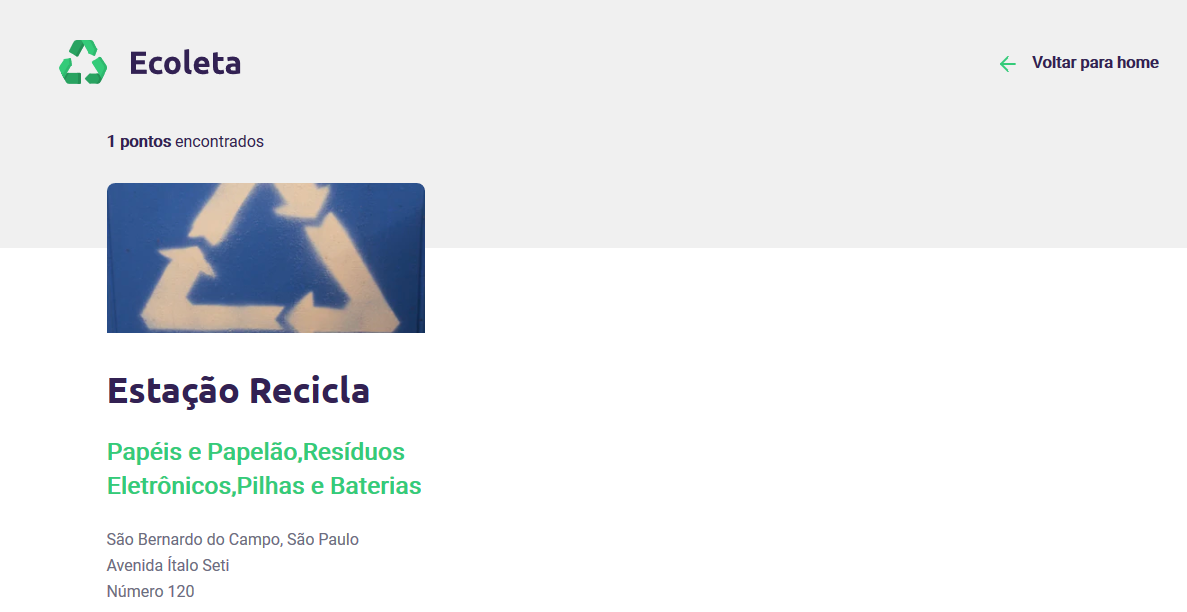 Ecoleta
Voltar para home
1 pontos encontrados
Estação Recicla
Papéis e Papelão,Resíduos
Eletrônicos,Pilhas e Baterias
São Bernardo do Campo, São Paulo
Avenida Ítalo Seti
Número 120